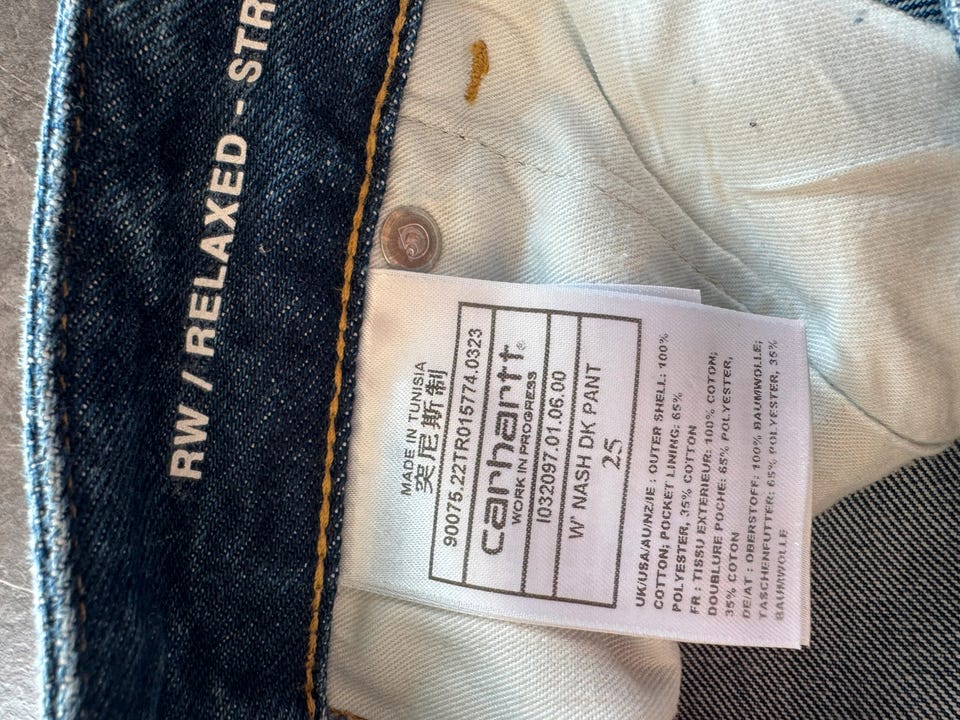 RW / RELAXED - STR
MADE IN TUNISIA
突尼斯制
90075.22TR015774.0323
carhartt®
WORK IN PROGRESS
I032097.01.06.00
W' NASH DK PANT
25
UK/USA/AU/NZ/IE : OUTER SHELL: 100%
COTTON; POCKET LINING: 65%
POLYESTER, 35% COTTON
FR : TISSU EXTERIEUR: 100% COTON;
DOUBLURE POCHE: 65% POLYESTER,
35% COTON
DE/AT : OBERSTOFF: 100% BAUMWOLLE;
TASCHENFUTTER: 65% POLYESTER, 35%
BAUMWOLLE